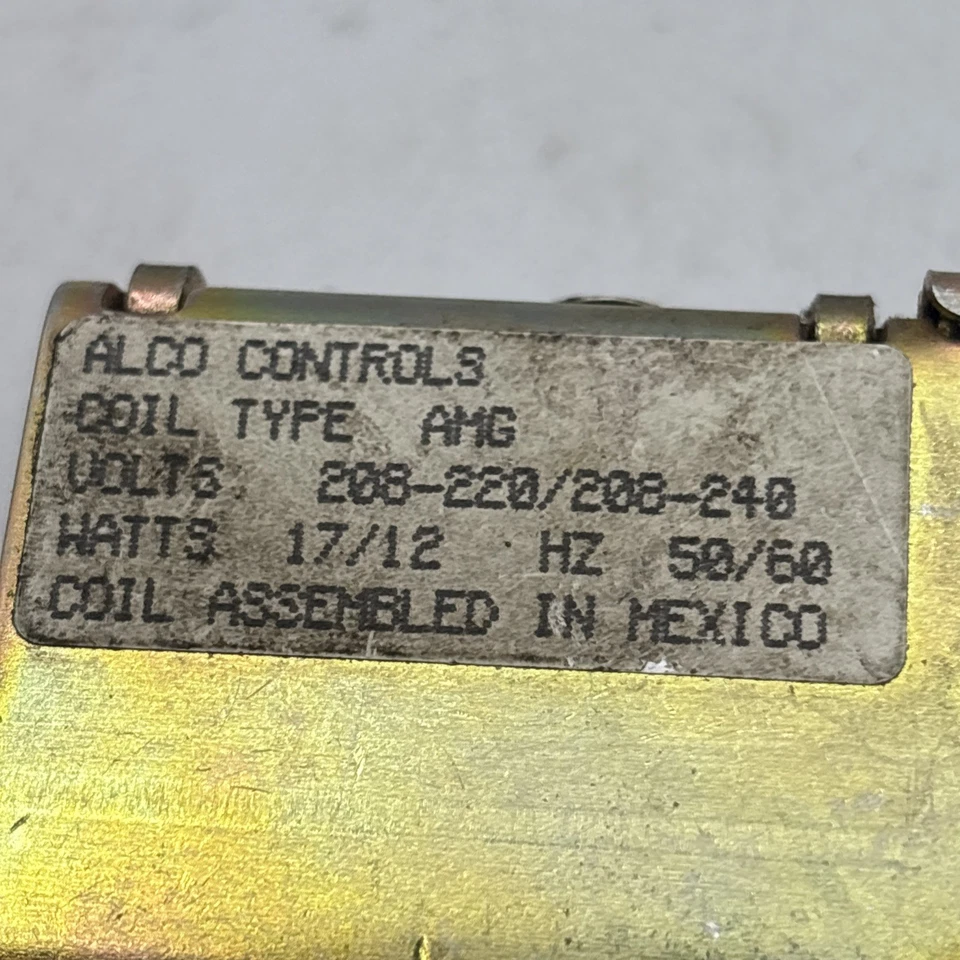 ALCO CONTROLS
COIL TYPE AMG
VOLTS 208-220/208-240
WATTS 17/12 HZ 50/60
COIL ASSEMBLED IN MEXICO